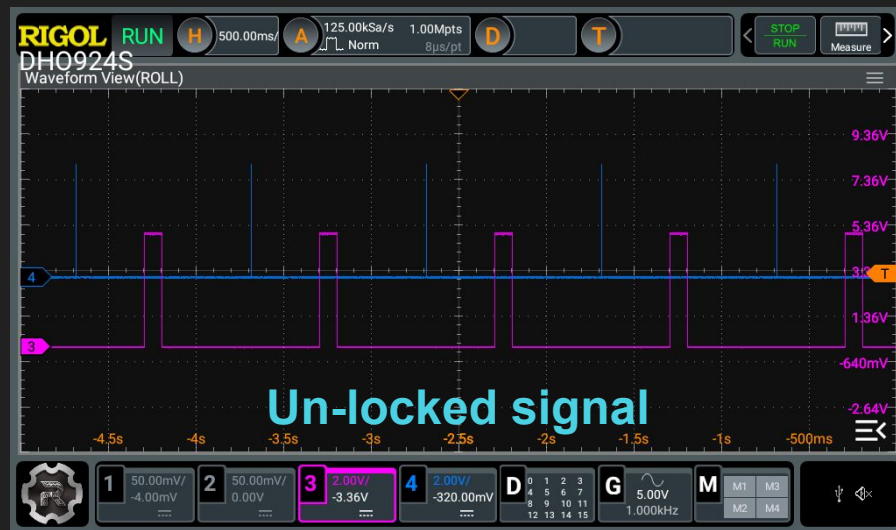 RIGOL RUN H 500.00ms/ A 125.00kSa/s 1.00Mpts D T STOP RUN Measure
Norm 8µs/pt
DHO924S
Waveform View(ROLL)
9.36V
7.36V
5.36V
4 T
1.36V
3
-640mV
Un-locked signal
-2.64V
-4.5s -4s -3.5s -3s -2.5s -2s -1.5s -1s -500ms
1 50.00mV/ 2 50.00mV/ 3 2.00V/ 4 2.00V/ D 0 1 2 3 G M M1 M3
-4.00mV 0.00V -3.36V -320.00mV 4 5 6 7 5.00V
8 9 10 11 1.000kHz M2 M4
12 13 14 15
R